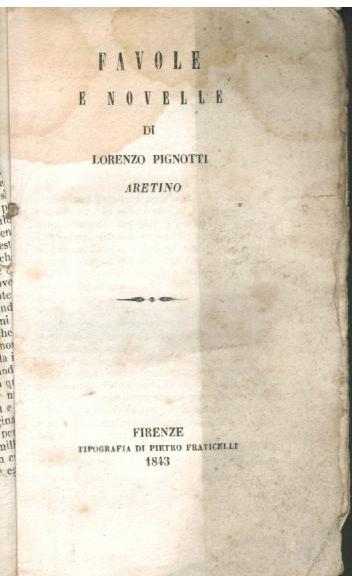 FAVOLE
E NOVELLE
DI
LORENZO PIGNOTTI
ARETINO
FIRENZE
TIPOGRAFIA DI PIETRO FRATICELLI
1843